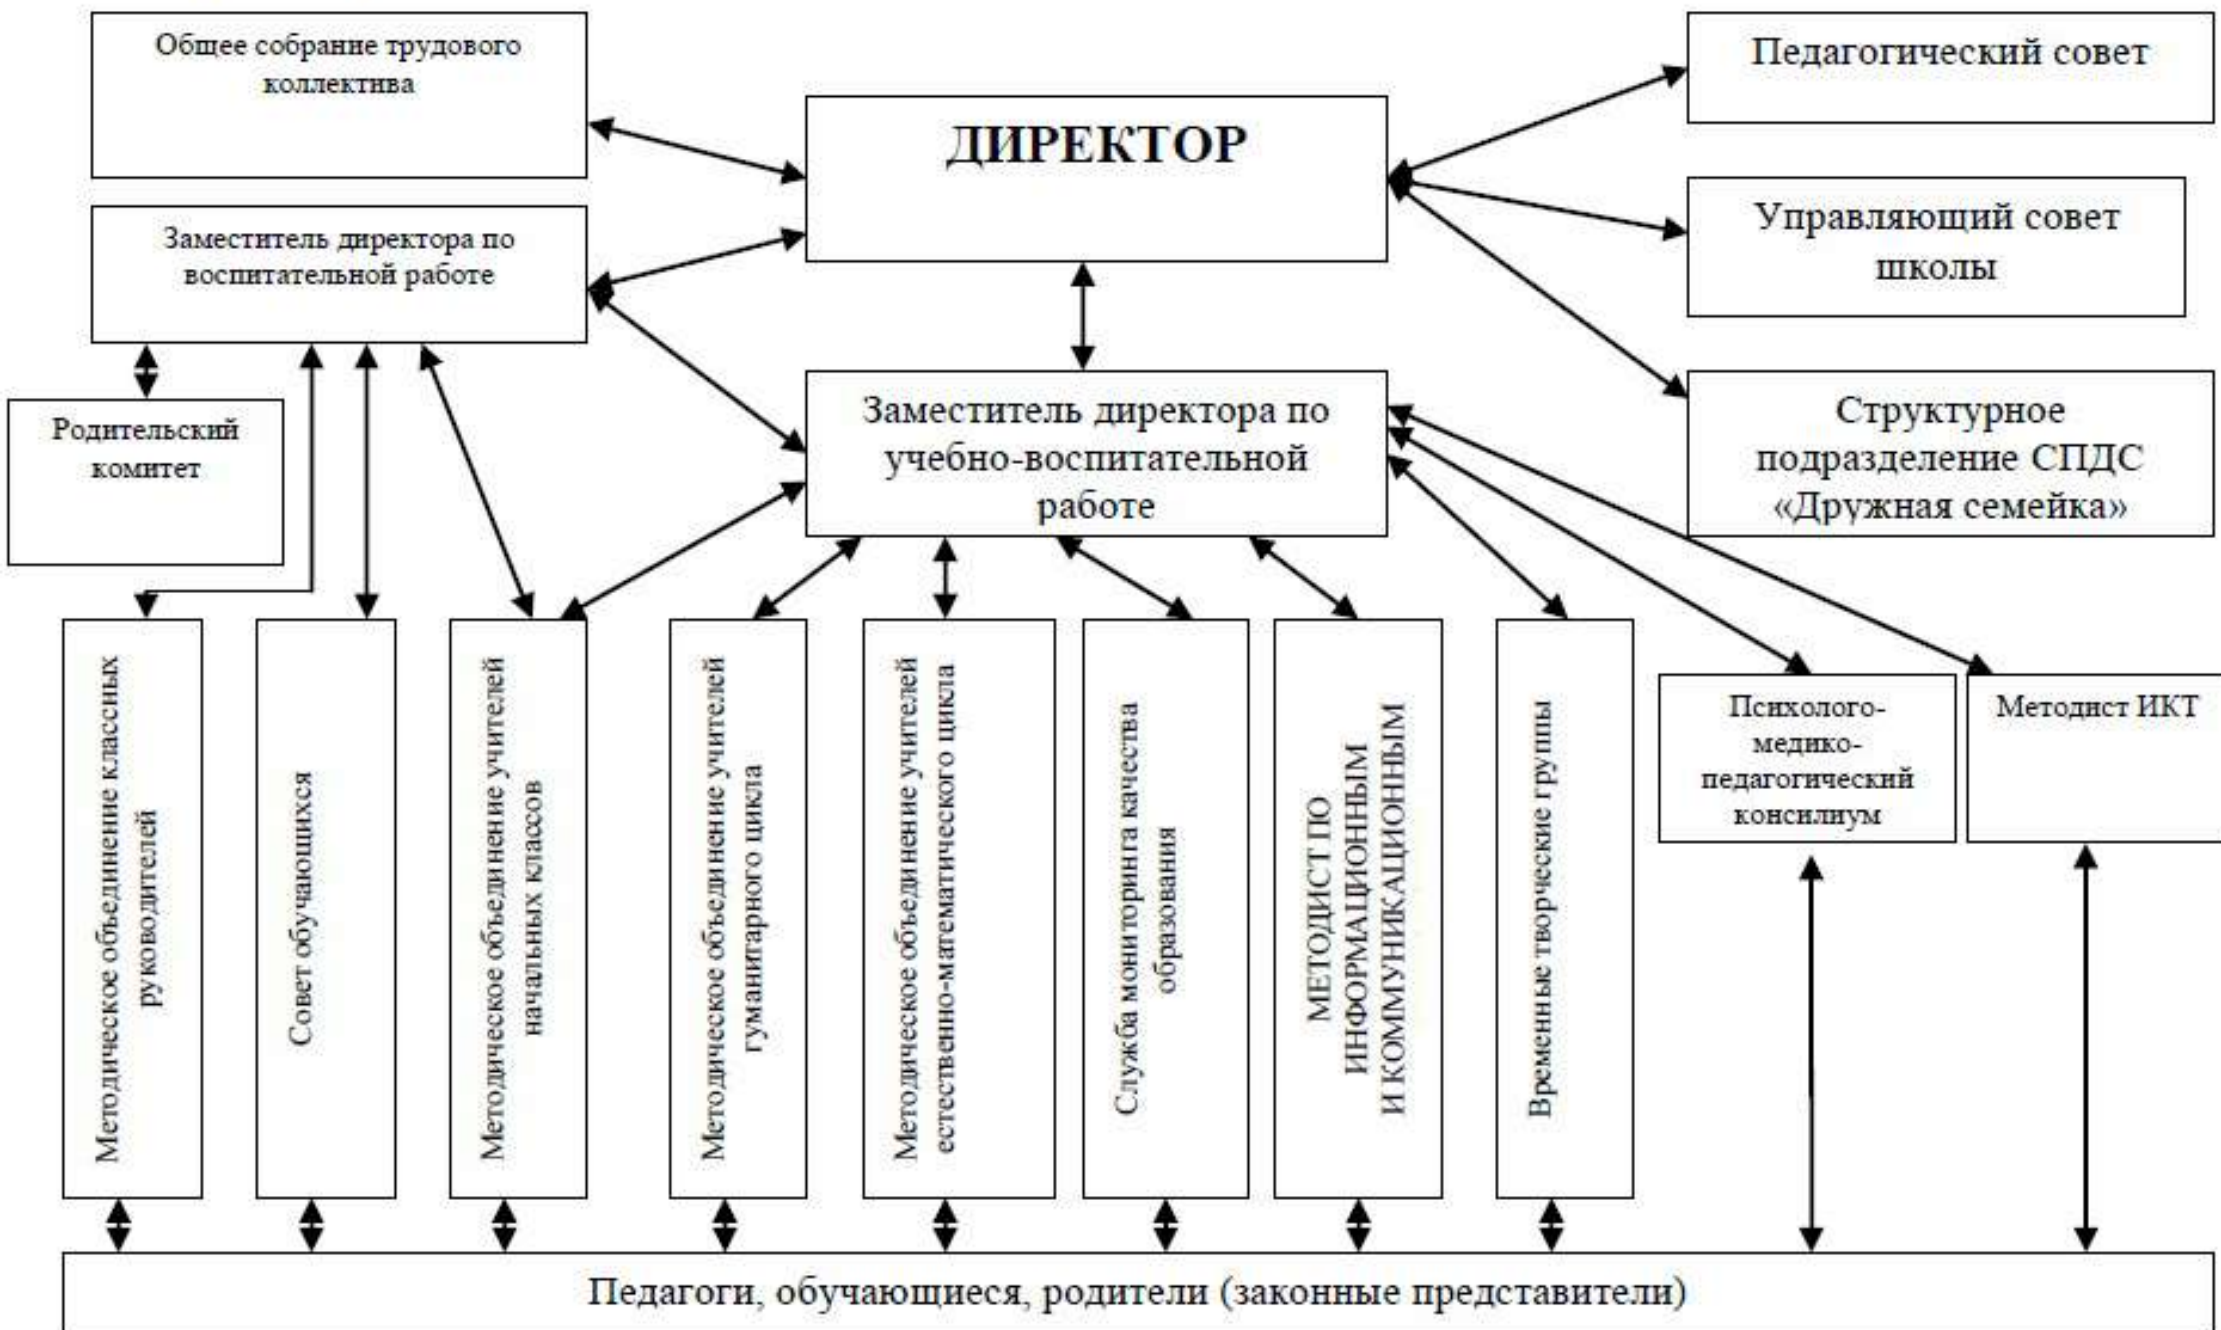 Общее собрание трудового
коллектива
ДИРЕКТОР
Педагогический совет
Управляющий совет
школы
Заместитель директора по
воспитательной работе
Родительский
комитет
Заместитель директора по
учебно-воспитательной
работе
Структурное
подразделение СПДС
«Дружная семейка»
Методическое объединение классных
руководителей
Совет обучающихся
Методическое объединение учителей
начальных классов
Методическое объединение учителей
гуманитарного цикла
Методическое объединение учителей
естественно-математического цикла
Служба мониторинга качества
образования
МЕТОДИСТ ПО
ИНФОРМАЦИОННЫМ
И КОММУНИКАЦИОННЫМ
Временные творческие группы
Психолого-
медико-
педагогический
консилиум
Методист ИКТ
Педагоги, обучающиеся, родители (законные представители)